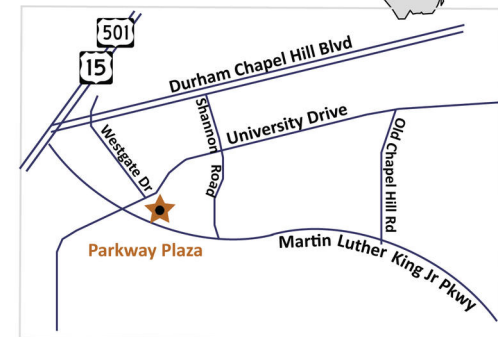 501
15
Durham Chapel Hill Blvd
Westgate Dr
Shannon Road
University Drive
Old Chapel Hill Rd
Parkway Plaza
Martin Luther King Jr Pkwy